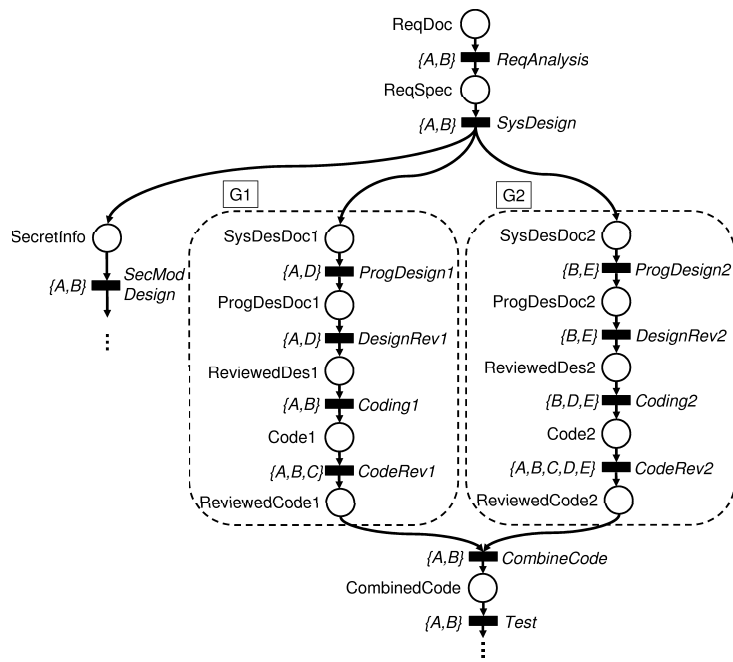 ReqDoc
{A,B} ReqAnalysis
ReqSpec
{A,B} SysDesign
G1
G2
SecretInfo
SysDesDoc1
SysDesDoc2
{A,B} SecMod
Design
{A,D} ProgDesign1
{B,E} ProgDesign2
ProgDesDoc1
ProgDesDoc2
{A,D} DesignRev1
{B,E} DesignRev2
ReviewedDes1
ReviewedDes2
{A,B} Coding1
{B,D,E} Coding2
Code1
Code2
{A,B,C} CodeRev1
{A,B,C,D,E} CodeRev2
ReviewedCode1
ReviewedCode2
{A,B} CombineCode
CombinedCode
{A,B} Test